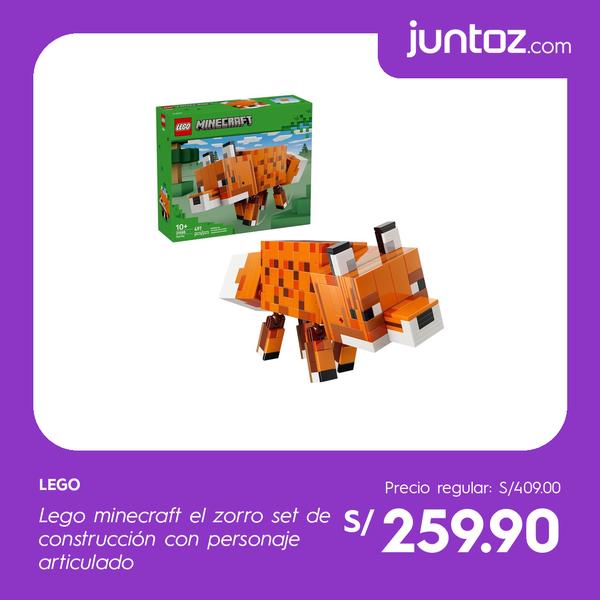 juntoz.com
LEGO MINECRAFT
10+
LEGO
Precio regular: S/409.00
Lego minecraft el zorro set de
construcción con personaje
articulado
S/ 259.90